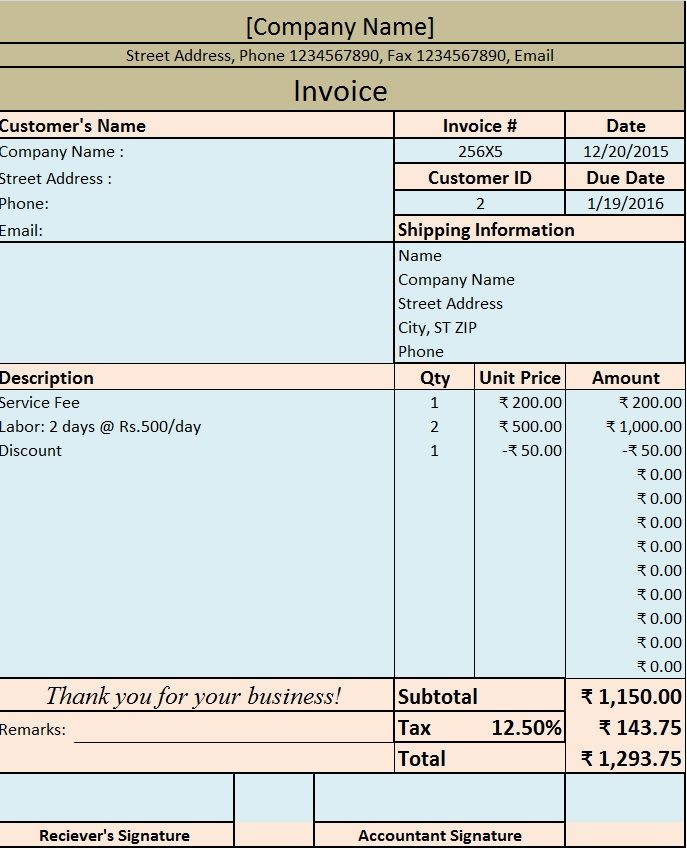 [Company Name]
Street Address, Phone 1234567890, Fax 1234567890, Email
Invoice
Customer's Name Invoice # Date
Company Name : 256X5 12/20/2015
Street Address : Customer ID Due Date
Phone: 2 1/19/2016
Email: Shipping Information
Name
Company Name
Street Address
City, ST ZIP
Phone
Description Qty Unit Price Amount
Service Fee 1 ₹ 200.00 ₹ 200.00
Labor: 2 days @ Rs.500/day 2 ₹ 500.00 ₹ 1,000.00
Discount 1 -₹ 50.00 -₹ 50.00
₹ 0.00
₹ 0.00
₹ 0.00
₹ 0.00
₹ 0.00
₹ 0.00
₹ 0.00
₹ 0.00
₹ 0.00
Thank you for your business! Subtotal ₹ 1,150.00
Remarks: Tax 12.50% ₹ 143.75
Total ₹ 1,293.75
Reciever's Signature Accountant Signature